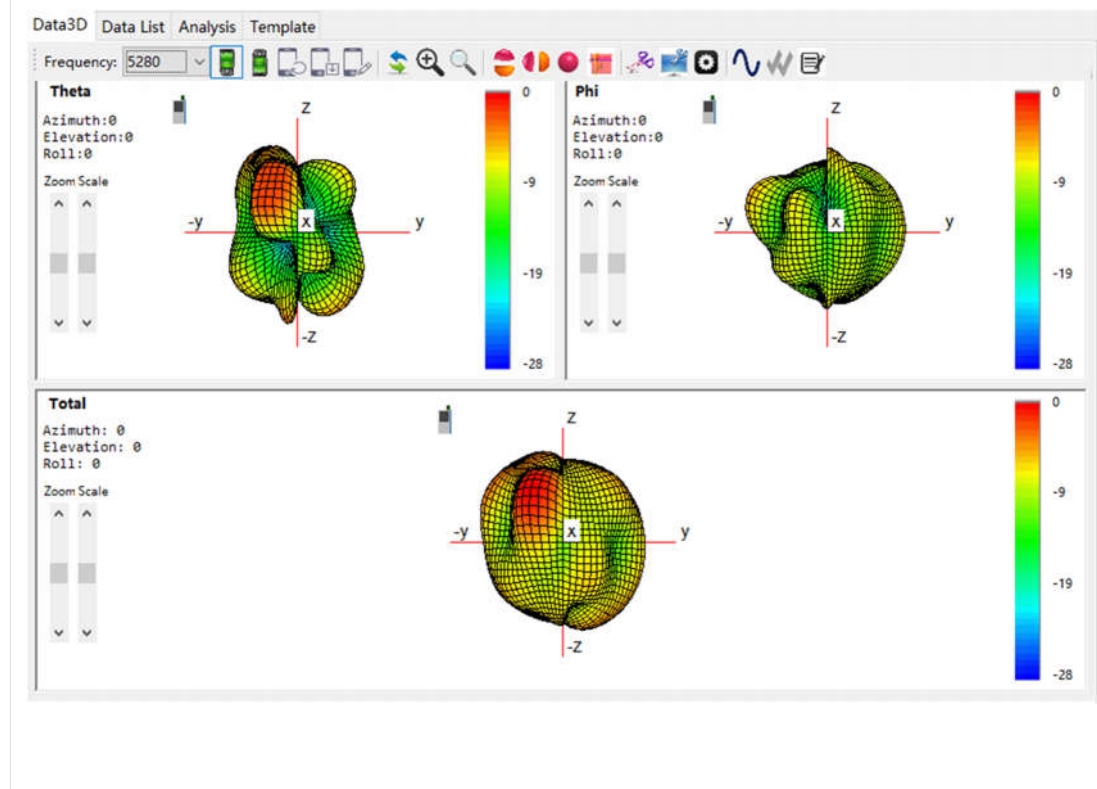 Data3D Data List Analysis Template
Frequency: 5280
Theta
Azimuth:0
Elevation:0
Roll:0
Zoom Scale
Z
-y
X
y
-Z
0
-9
-19
-28
Phi
Azimuth:0
Elevation:0
Roll:0
Zoom Scale
Z
-y
X
y
-Z
0
-9
-19
-28
Total
Azimuth: 0
Elevation: 0
Roll: 0
Zoom Scale
Z
-y
X
y
-Z
0
-9
-19
-28